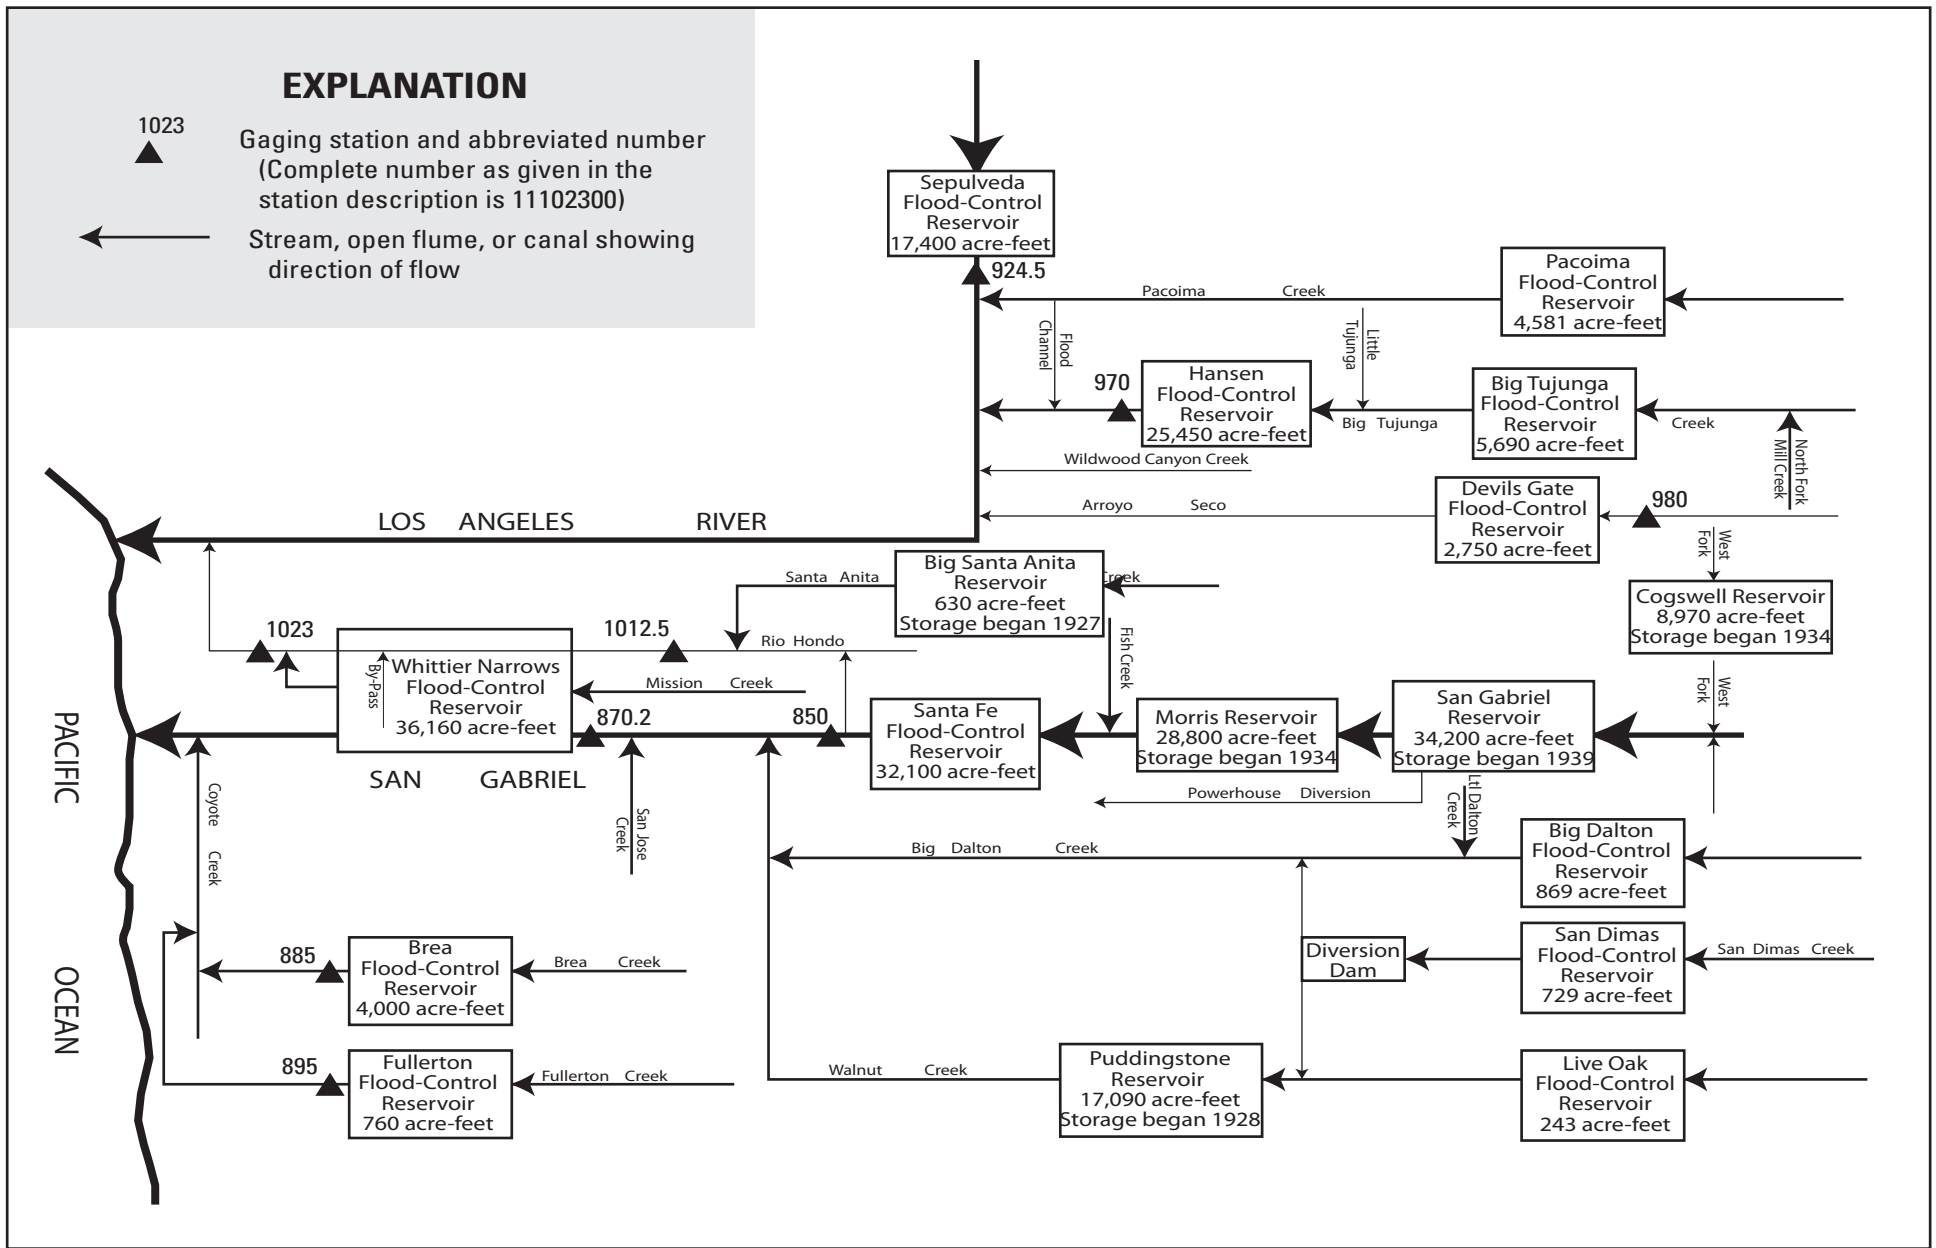 EXPLANATION
1023
Gaging station and abbreviated number
(Complete number as given in the
station description is 11102300)
Stream, open flume, or canal showing
direction of flow
Sepulveda
Flood-Control
Reservoir
17,400 acre-feet
924.5
Pacoima Creek
Pacoima
Flood-Control
Reservoir
4,581 acre-feet
Flood
Channel
Little
Tujunga
970
Hansen
Flood-Control
Reservoir
25,450 acre-feet
Big Tujunga
Big Tujunga
Flood-Control
Reservoir
5,690 acre-feet
Creek
North Fork
Mill Creek
Wildwood Canyon Creek
Arroyo Seco
Devils Gate
Flood-Control
Reservoir
2,750 acre-feet
980
LOS ANGELES RIVER
West
Fork
Cogswell Reservoir
8,970 acre-feet
Storage began 1934
West
Fork
Santa Anita
Big Santa Anita
Reservoir
630 acre-feet
Storage began 1927
Creek
1023
1012.5
Rio Hondo
Fish Creek
By-Pass
Whittier Narrows
Flood-Control
Reservoir
36,160 acre-feet
Mission Creek
870.2
850
Santa Fe
Flood-Control
Reservoir
32,100 acre-feet
Morris Reservoir
28,800 acre-feet
Storage began 1934
San Gabriel
Reservoir
34,200 acre-feet
Storage began 1939
SAN GABRIEL
Powerhouse Diversion
Ltl Dalton
Creek
San Jose
Creek
Coyote Creek
Big Dalton Creek
Big Dalton
Flood-Control
Reservoir
869 acre-feet
Diversion
Dam
San Dimas
Flood-Control
Reservoir
729 acre-feet
San Dimas Creek
885
Brea
Flood-Control
Reservoir
4,000 acre-feet
Brea Creek
895
Fullerton
Flood-Control
Reservoir
760 acre-feet
Fullerton Creek
Walnut Creek
Puddingstone
Reservoir
17,090 acre-feet
Storage began 1928
Live Oak
Flood-Control
Reservoir
243 acre-feet
PACIFIC OCEAN